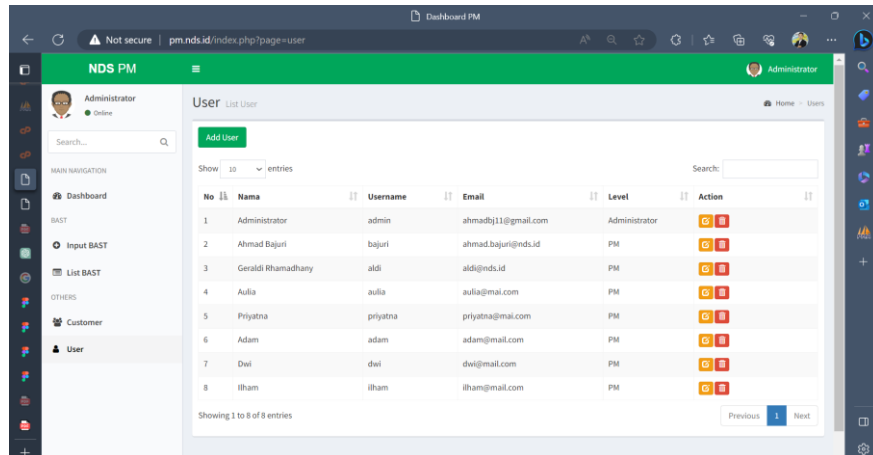 Dashboard PM
Not secure | pm.nds.id/index.php?page=user
NDS PM
Administrator
Administrator
Online
Search...
MAIN NAVIGATION
Dashboard
BAST
Input BAST
List BAST
OTHERS
Customer
User
User List User
Home > Users
Add User
Show 10 entries
Search:
No Nama Username Email Level Action
1 Administrator admin ahmadbj11@gmail.com Administrator
2 Ahmad Bajuri bajuri ahmad.bajuri@nds.id PM
3 Geraldi Rhamadhany aldi aldi@nds.id PM
4 Aulia aulia aulia@mai.com PM
5 Priyatna priyatna priyatna@mai.com PM
6 Adam adam adam@mail.com PM
7 Dwi dwi dwi@mail.com PM
8 Ilham ilham ilham@mail.com PM
Showing 1 to 8 of 8 entries
Previous 1 Next